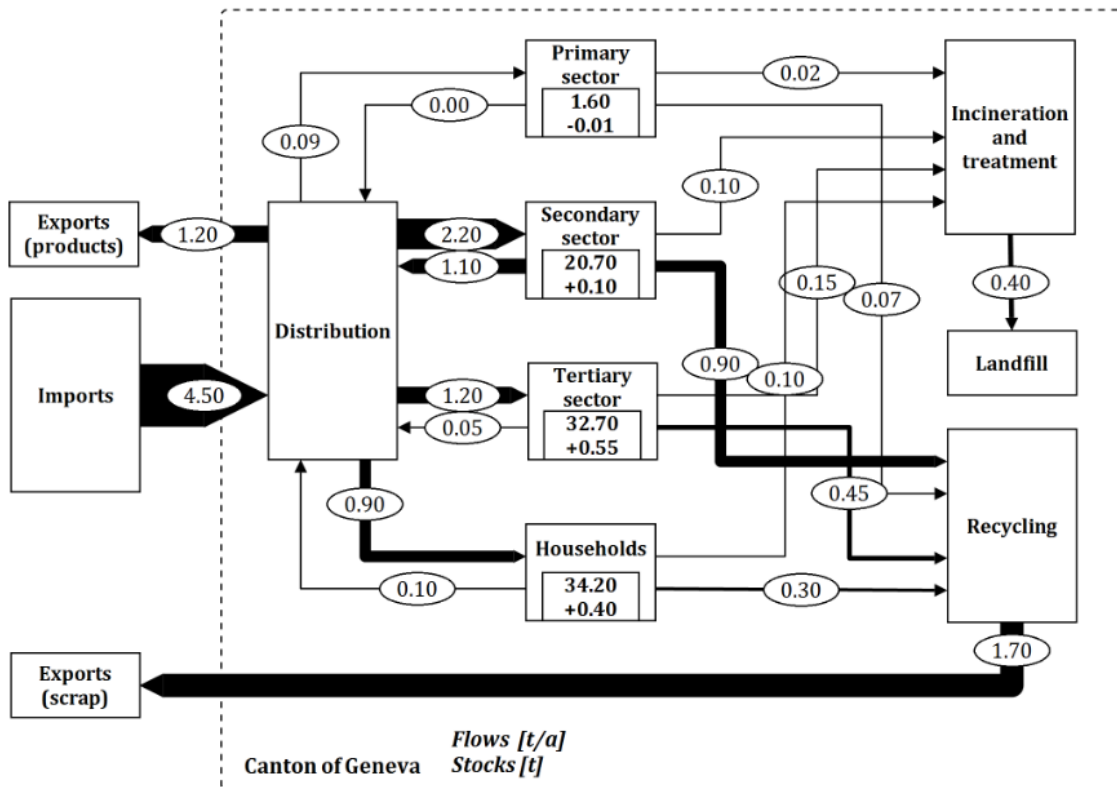 Primary
sector
1.60
-0.01
0.02
0.00
0.09
Incineration
and
treatment
0.10
Exports
(products)
1.20
2.20
1.10
Secondary
sector
20.70
+0.10
0.15
0.07
0.40
Distribution
Landfill
Imports
4.50
1.20
0.05
Tertiary
sector
32.70
+0.55
0.90
0.10
0.90
0.45
Recycling
Households
34.20
+0.40
0.10
0.30
1.70
Exports
(scrap)
Flows [t/a]
Canton of Geneva Stocks [t]